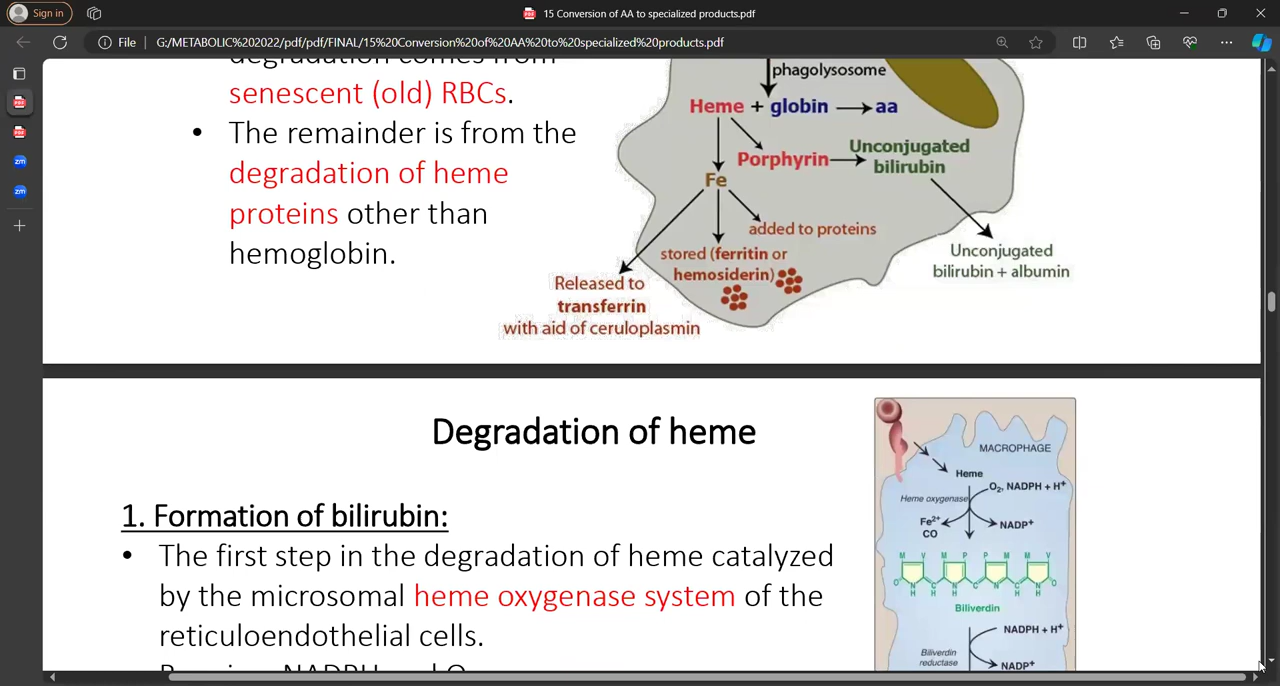 Sign in
15 Conversion of AA to specialized products.pdf
File
G:/METABOLIC%202022/pdf/pdf/FINAL/15%20Conversion%20of%20AA%20to%20specialized%20products.pdf
degradation comes from
senescent (old) RBCs.
• The remainder is from the
degradation of heme
proteins other than
hemoglobin.
phagolysosome
Heme + globin → aa
Porphyrin → Unconjugated
bilirubin
Fe
added to proteins
stored (ferritin or
hemosiderin)
Released to
transferrin
with aid of ceruloplasmin
Unconjugated
bilirubin + albumin
Degradation of heme
1. Formation of bilirubin:
• The first step in the degradation of heme catalyzed
by the microsomal heme oxygenase system of the
reticuloendothelial cells.
MACROPHAGE
Heme
O₂, NADPH + H⁺
Heme oxygenase
Fe²⁺
CO
NADP⁺
M V M P P M M V
O N C N C N C N O
H H H H H
Biliverdin
NADPH + H⁺
Biliverdin
reductase
NADP⁺
zm
zm